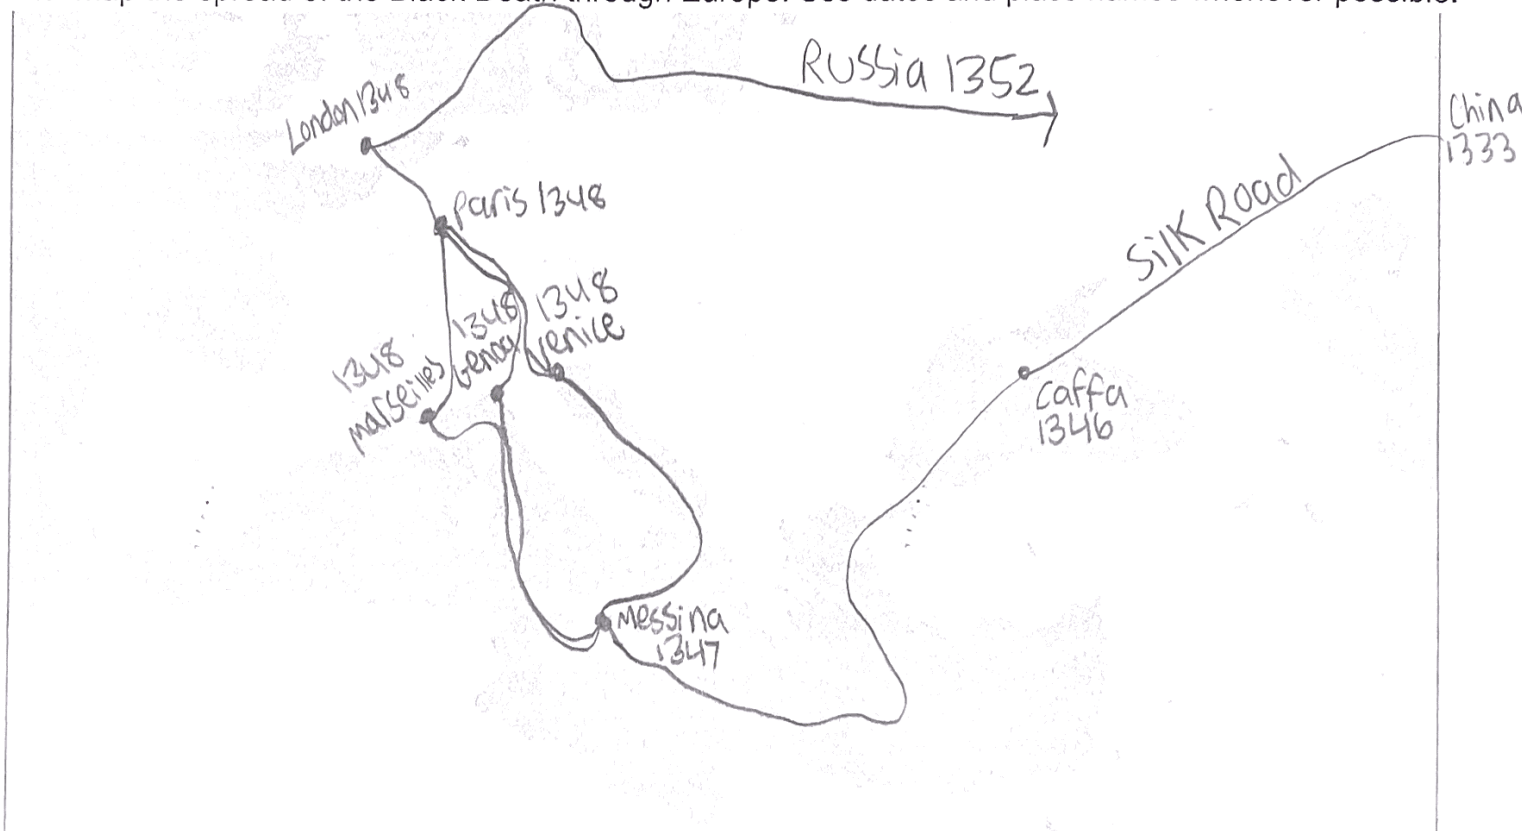 Map the spread of the Black Death through Europe. Use dates and place names whenever possible.
Russia 1352
China
1333
London 1348
Silk Road
Paris 1348
1348
Venice
1348
Genoa
1348
Marseilles
Caffa
1346
Messina
1347